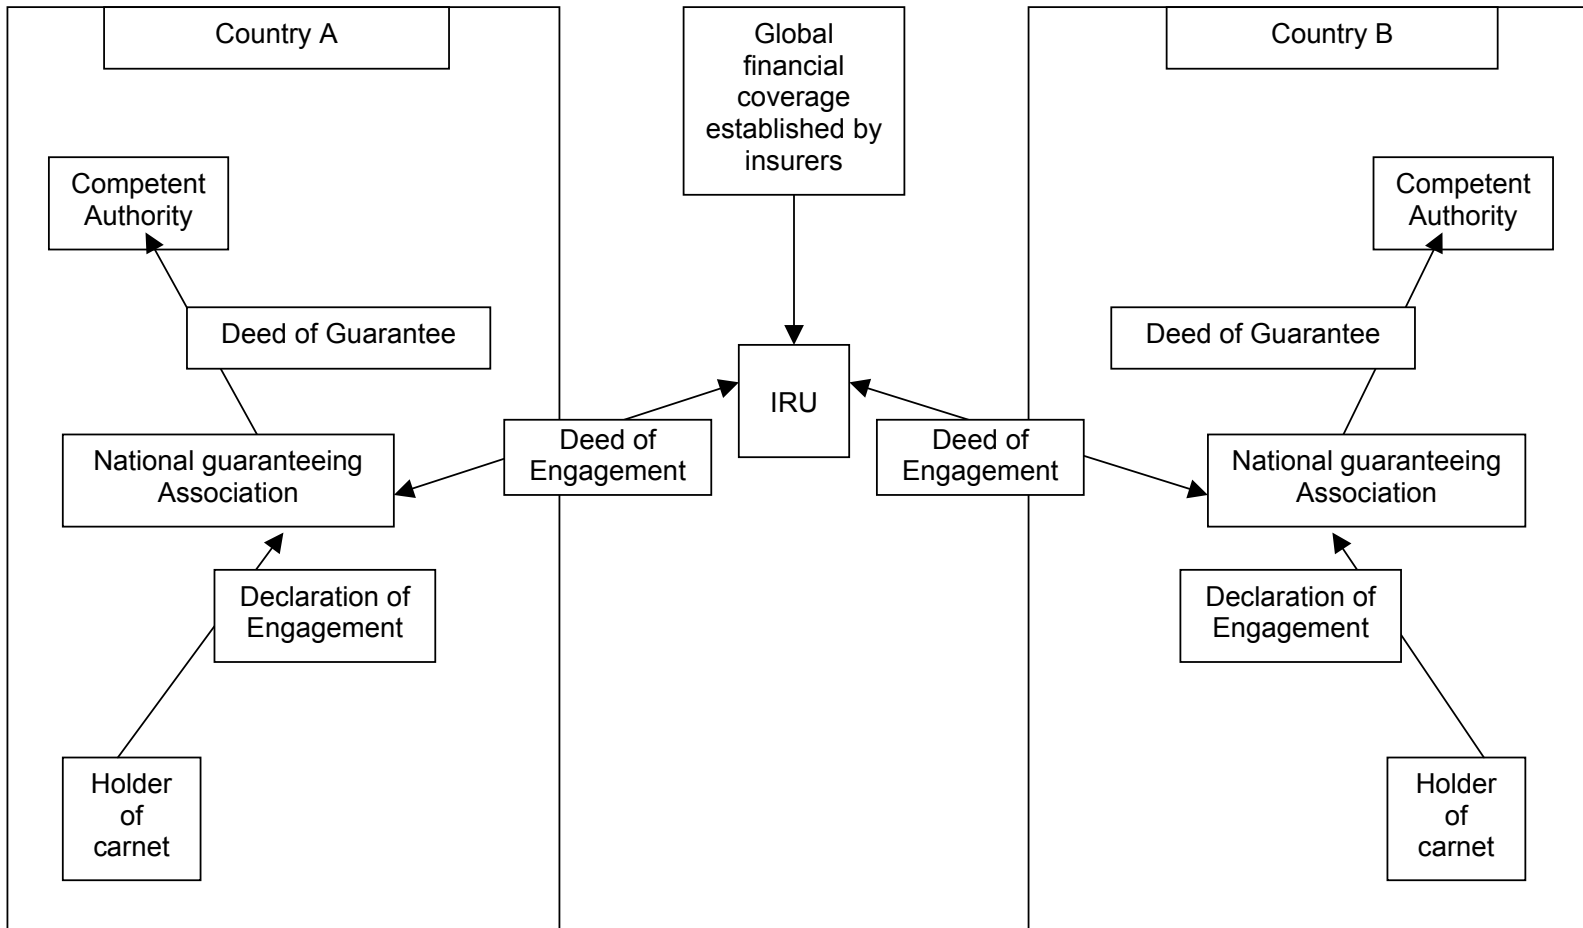 Country A
Global
financial
coverage
established by
insurers
Country B
Competent
Authority
Competent
Authority
Deed of Guarantee
Deed of Guarantee
IRU
Deed of
Engagement
Deed of
Engagement
National guaranteeing
Association
National guaranteeing
Association
Declaration of
Engagement
Declaration of
Engagement
Holder
of
carnet
Holder
of
carnet